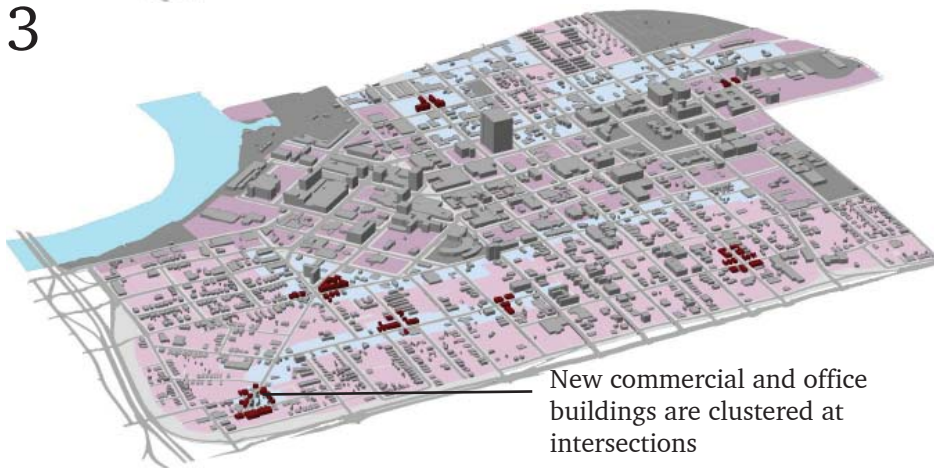 3
New commercial and office
buildings are clustered at
intersections